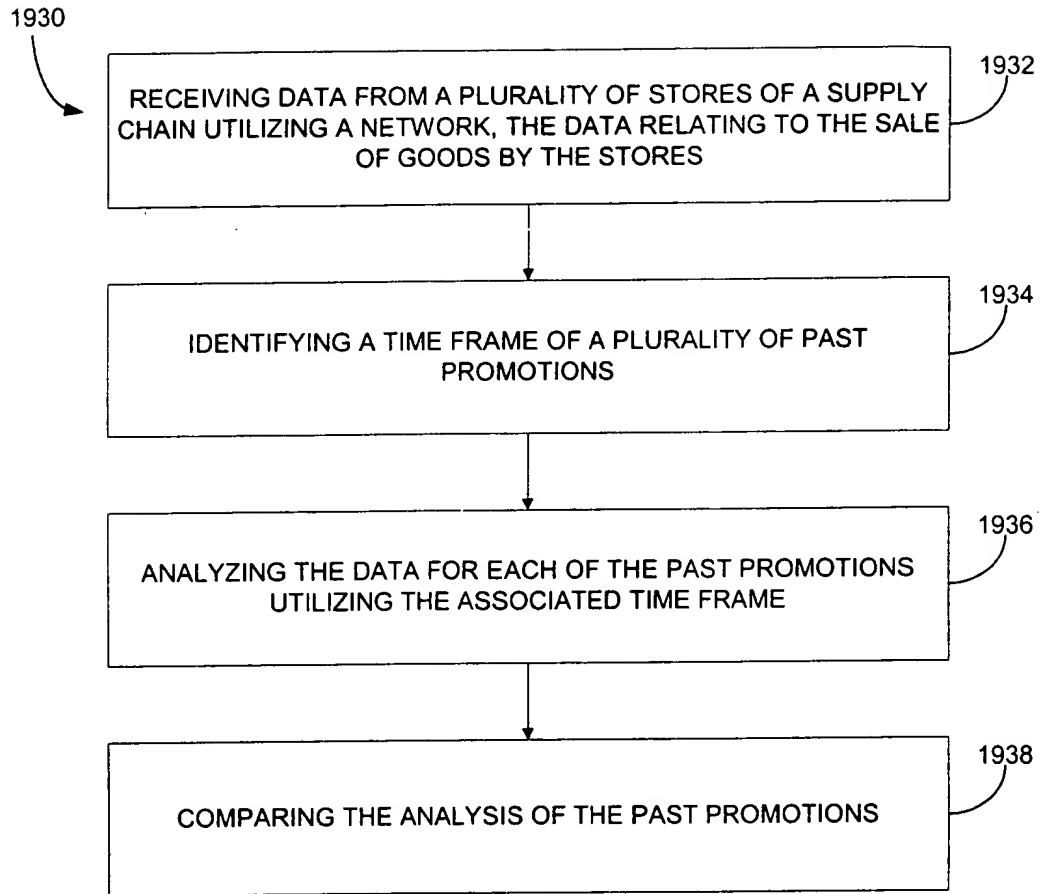 1930
1932
RECEIVING DATA FROM A PLURALITY OF STORES OF A SUPPLY
CHAIN UTILIZING A NETWORK, THE DATA RELATING TO THE SALE
OF GOODS BY THE STORES
1934
IDENTIFYING A TIME FRAME OF A PLURALITY OF PAST
PROMOTIONS
1936
ANALYZING THE DATA FOR EACH OF THE PAST PROMOTIONS
UTILIZING THE ASSOCIATED TIME FRAME
1938
COMPARING THE ANALYSIS OF THE PAST PROMOTIONS